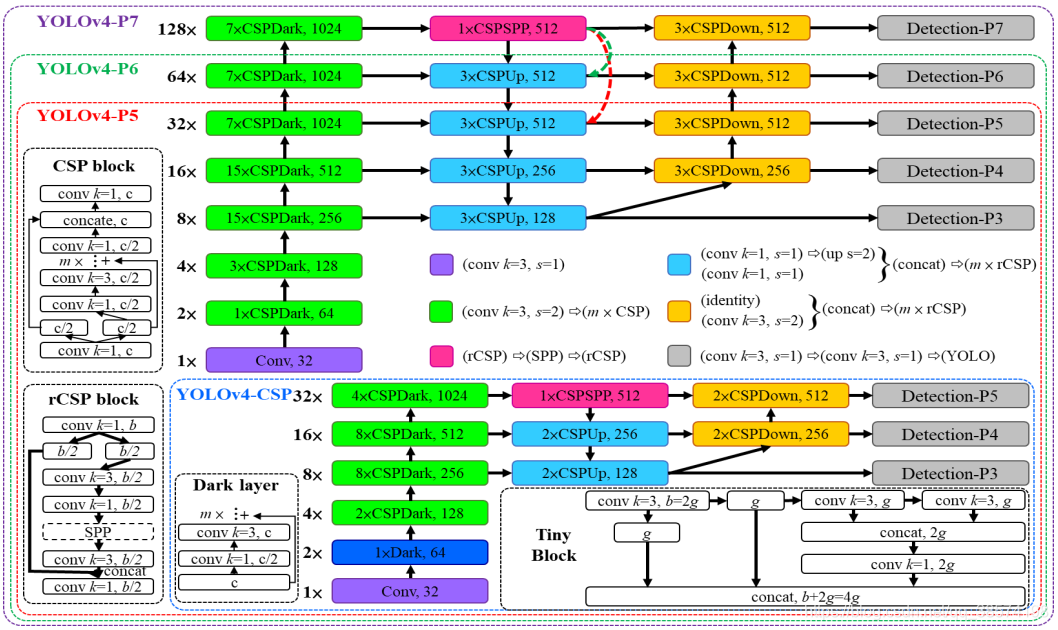 YOLOv4-P7
128× 7×CSPDark, 1024 1×CSPSPP, 512 3×CSPDown, 512 Detection-P7
YOLOv4-P6
64× 7×CSPDark, 1024 3×CSPUp, 512 3×CSPDown, 512 Detection-P6
YOLOv4-P5
32× 7×CSPDark, 1024 3×CSPUp, 512 3×CSPDown, 512 Detection-P5
16× 15×CSPDark, 512 3×CSPUp, 256 3×CSPDown, 256 Detection-P4
8× 15×CSPDark, 256 3×CSPUp, 128 Detection-P3
4× 3×CSPDark, 128
2× 1×CSPDark, 64
1× Conv, 32
CSP block
conv k=1, c
concate, c
conv k=1, c/2
m × ⋮ +
conv k=3, c/2
conv k=1, c/2
c/2 c/2
conv k=1, c
(conv k=3, s=1)
(conv k=3, s=2)⇨(m × CSP)
(rCSP) ⇨(SPP) ⇨(rCSP)
(conv k=1, s=1) ⇨(up s=2)
(conv k=1, s=1)
}(concat) ⇨(m × rCSP)
(identity)
(conv k=3, s=2)
}(concat) ⇨(m × rCSP)
(conv k=3, s=1) ⇨(conv k=3, s=1) ⇨(YOLO)
rCSP block
conv k=1, b
b/2 b/2
conv k=3, b/2
conv k=1, b/2
SPP
conv k=3, b/2
concat
conv k=1, b/2
YOLOv4-CSP
32× 4×CSPDark, 1024 1×CSPSPP, 512 2×CSPDown, 512 Detection-P5
16× 8×CSPDark, 512 2×CSPUp, 256 2×CSPDown, 256 Detection-P4
8× 8×CSPDark, 256 2×CSPUp, 128 Detection-P3
4× 2×CSPDark, 128
2× 1×Dark, 64
1× Conv, 32
Dark layer
m × ⋮ +
conv k=3, c
conv k=1, c/2
c
Tiny
Block
conv k=3, b=2g g conv k=3, g conv k=3, g
g
concat, 2g
conv k=1, 2g
concat, b+2g=4g